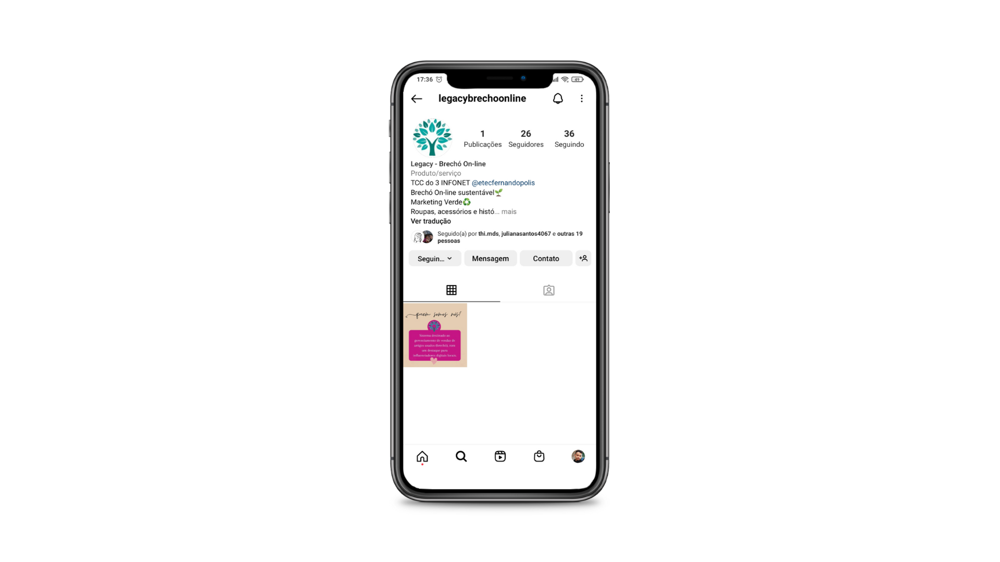 17:36
49
legacybrechoonline
1 26 36
Publicações Seguidores Seguindo
Legacy - Brechó On-line
Produto/serviço
TCC do 3 INFONET @etecfernandopolis
Brechó On-line sustentável🌱
Marketing Verde♻️
Roupas, acessórios e histó... mais
Ver tradução
Seguido(a) por thi.mds, julianasantos4067 e outras 19
pessoas
Seguin... Mensagem Contato
quem somos nós?
Sistema destinado ao
gerenciamento de vendas de
artigos usados (brechó), com
um destaque para
influenciadores digitais locais.